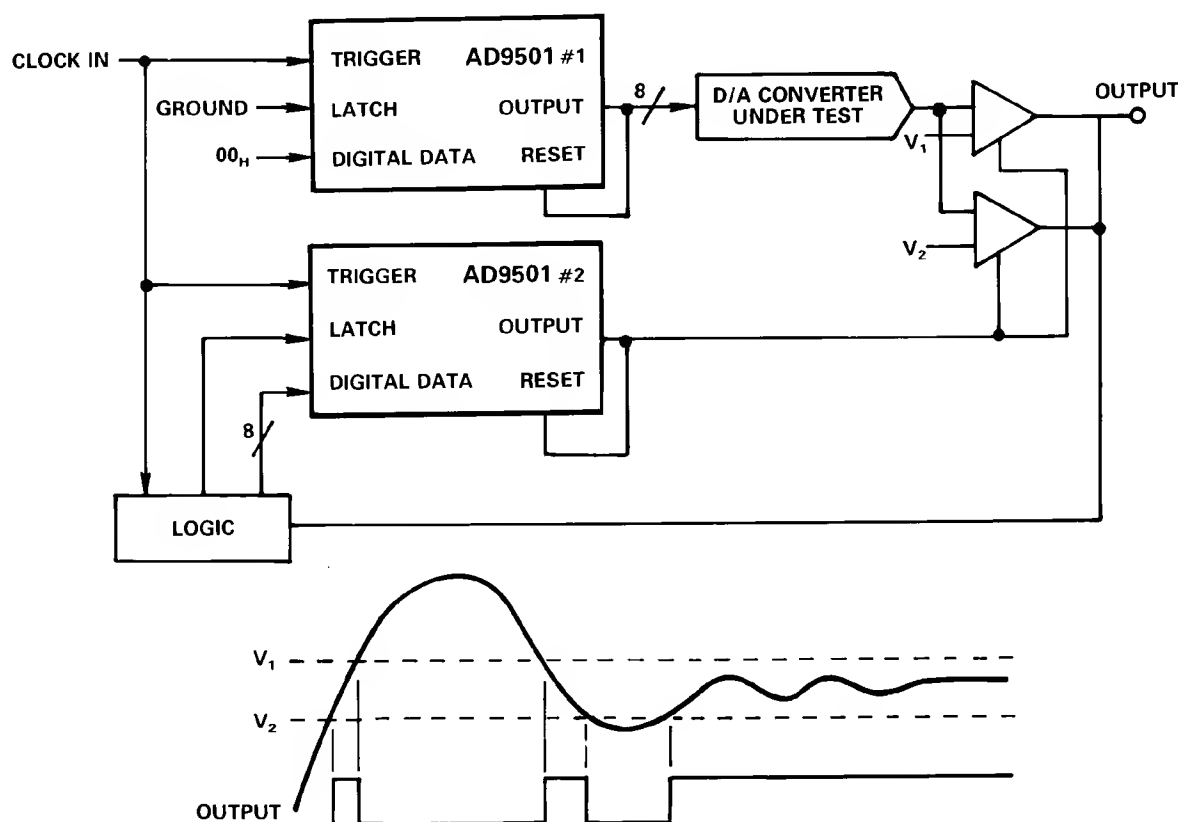 CLOCK IN
TRIGGER AD9501 #1
GROUND
LATCH OUTPUT
00H
DIGITAL DATA RESET
8
D/A CONVERTER
UNDER TEST
OUTPUT
V1
V2
TRIGGER AD9501 #2
LATCH OUTPUT
DIGITAL DATA RESET
8
LOGIC
V1
V2
OUTPUT